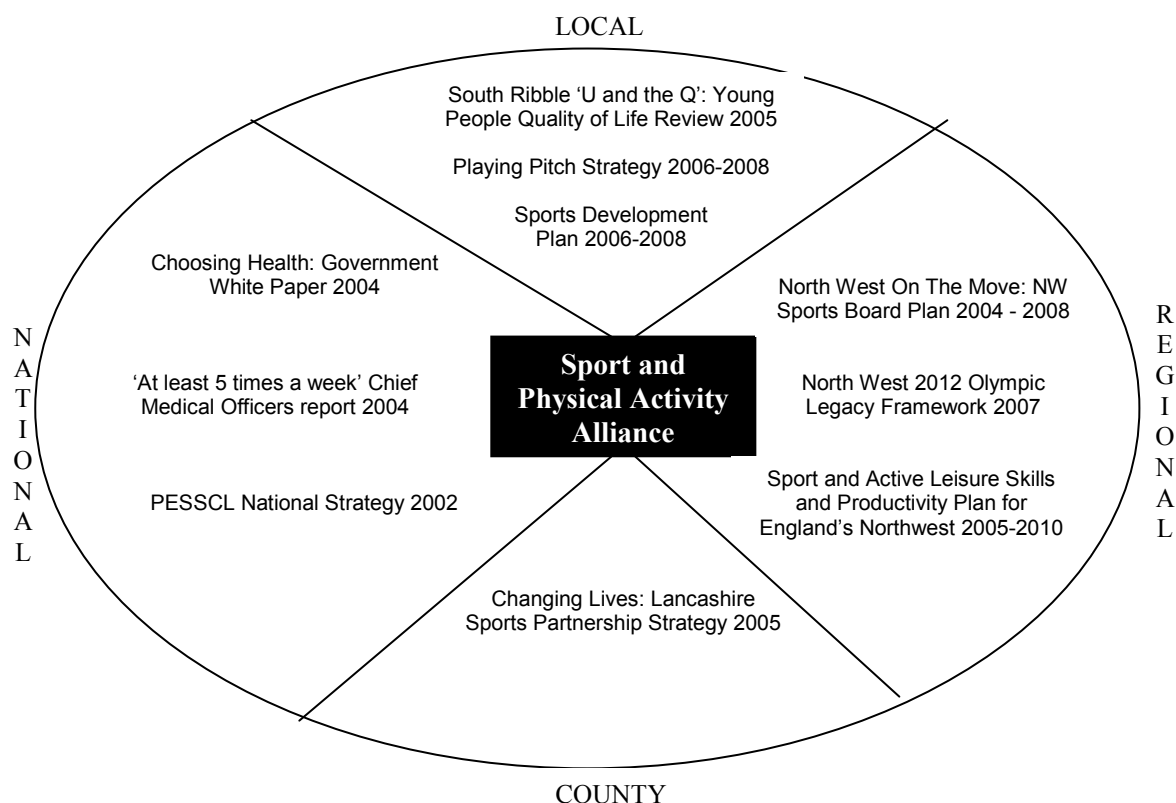 LOCAL
South Ribble ‘U and the Q’: Young
People Quality of Life Review 2005
Playing Pitch Strategy 2006-2008
Sports Development
Plan 2006-2008
NATIONAL
Choosing Health: Government
White Paper 2004
‘At least 5 times a week’ Chief
Medical Officers report 2004
PESSCL National Strategy 2002
Sport and
Physical Activity
Alliance
North West On The Move: NW
Sports Board Plan 2004 - 2008
North West 2012 Olympic
Legacy Framework 2007
Sport and Active Leisure Skills
and Productivity Plan for
England’s Northwest 2005-2010
REGIONAL
Changing Lives: Lancashire
Sports Partnership Strategy 2005
COUNTY